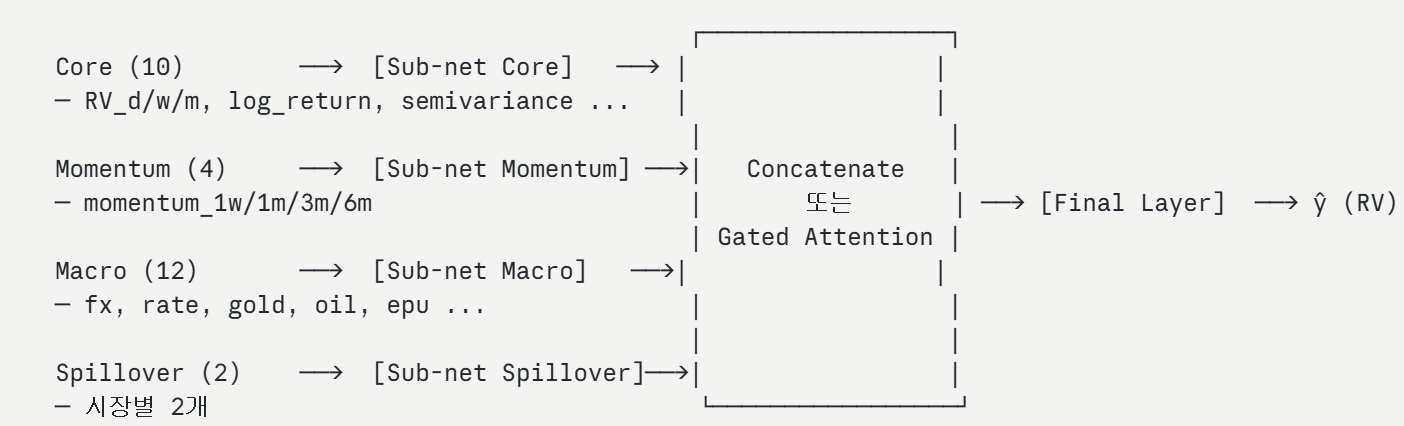 Core (10) ──→ [Sub-net Core] ──→
─ RV_d/w/m, log_return, semivariance ...
Momentum (4) ──→ [Sub-net Momentum] ──→ Concatenate
─ momentum_1w/1m/3m/6m 또는 ──→ [Final Layer] ──→ ŷ (RV)
Gated Attention
Macro (12) ──→ [Sub-net Macro] ──→
─ fx, rate, gold, oil, epu ...
Spillover (2) ──→ [Sub-net Spillover]──→
─ 시장별 2개